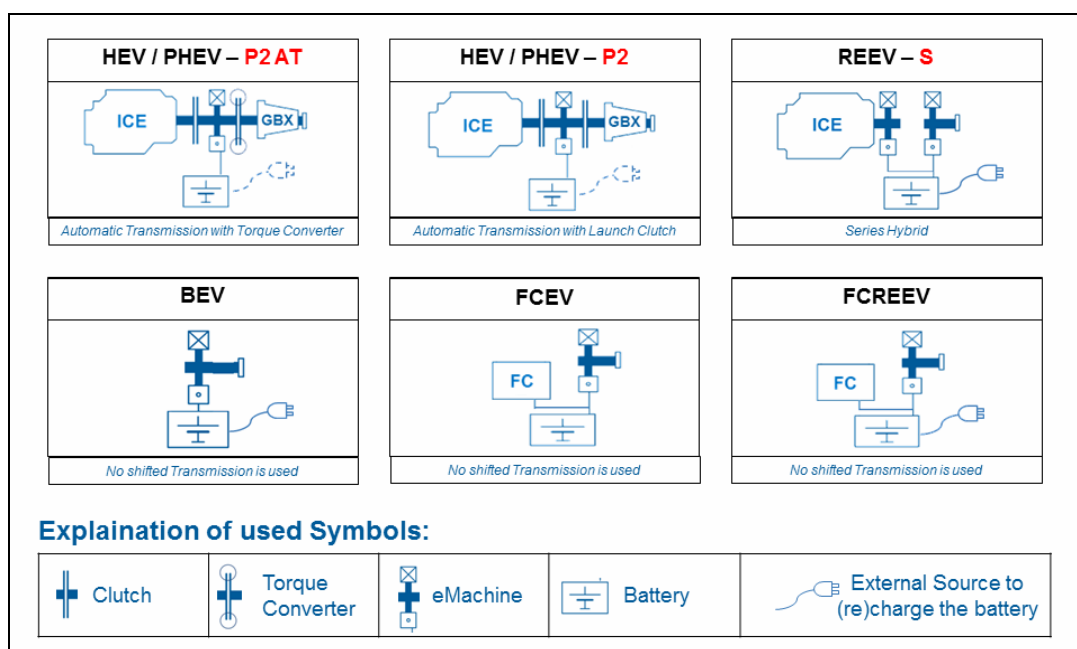 HEV / PHEV – P2 AT
ICE
GBX
Automatic Transmission with Torque Converter
HEV / PHEV – P2
ICE
GBX
Automatic Transmission with Launch Clutch
REEV – S
ICE
Series Hybrid
BEV
No shifted Transmission is used
FCEV
FC
No shifted Transmission is used
FCREEV
FC
No shifted Transmission is used
Explaination of used Symbols:
Clutch
Torque
Converter
eMachine
Battery
External Source to
(re)charge the battery